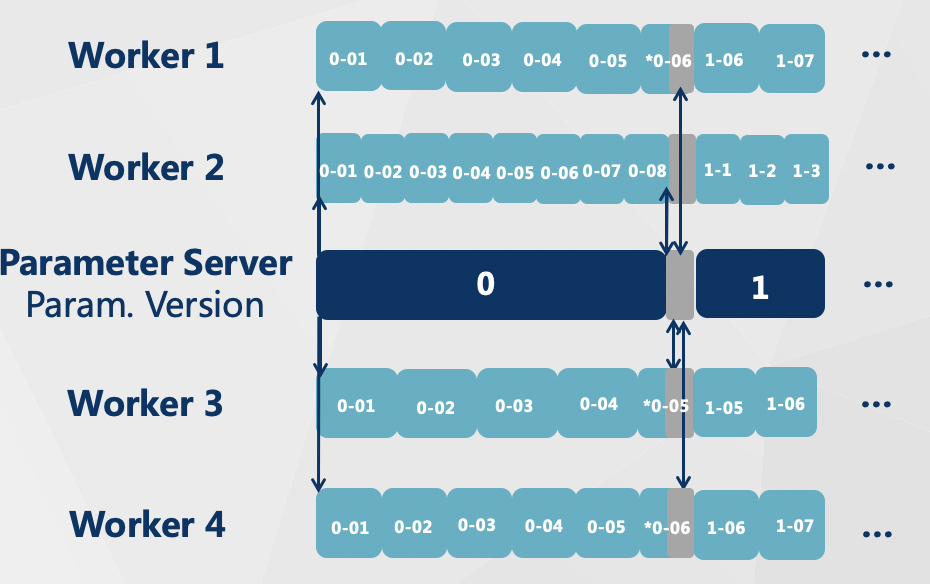 Worker 1 0-01 0-02 0-03 0-04 0-05 *0-06 1-06 1-07 ...
Worker 2 0-01 0-02 0-03 0-04 0-05 0-06 0-07 0-08 1-1 1-2 1-3 ...
Parameter Server
Param. Version 0 1 ...
Worker 3 0-01 0-02 0-03 0-04 *0-05 1-05 1-06 ...
Worker 4 0-01 0-02 0-03 0-04 0-05 *0-06 1-06 1-07 ...